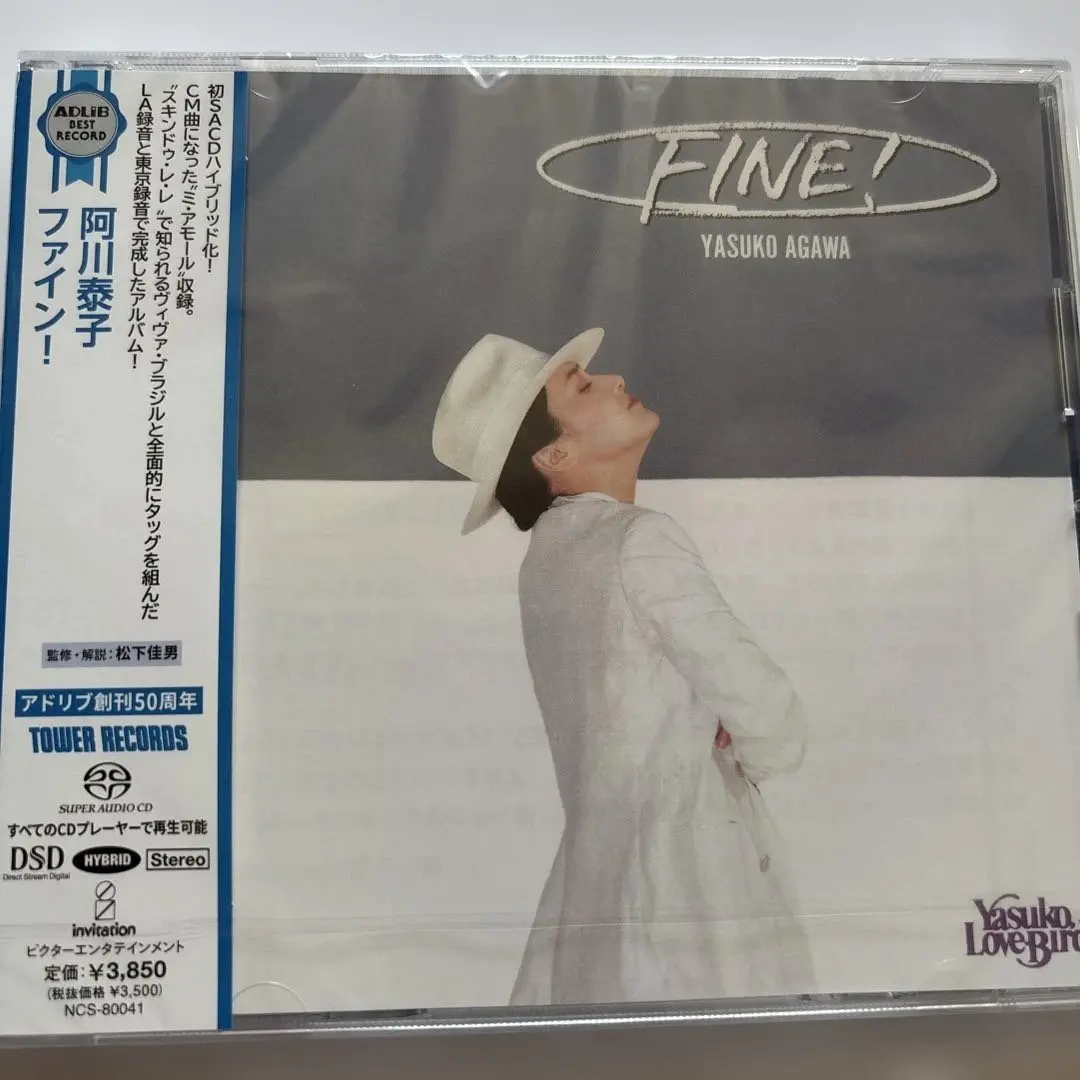 ADLiB
BEST
RECORD
阿川泰子
ファイン！
初SACDハイブリッド化！
CM曲になった“ミ・アモール”収録。
“スキンドゥ・レ・レ”で知られるヴィヴァ・ブラジルと全面的にタッグを組んだ
LA録音と東京録音で完成したアルバム！
監修・解説：松下佳男
アドリブ創刊50周年
TOWER RECORDS
SUPER AUDIO CD
すべてのCDプレーヤーで再生可能
DSD HYBRID Stereo
Direct Stream Digital
invitation
ビクターエンタテインメント
定価：¥3,850
(税抜価格 ¥3,500)
NCS-80041
FINE!
YASUKO AGAWA
Yasuko,
Love-Bird